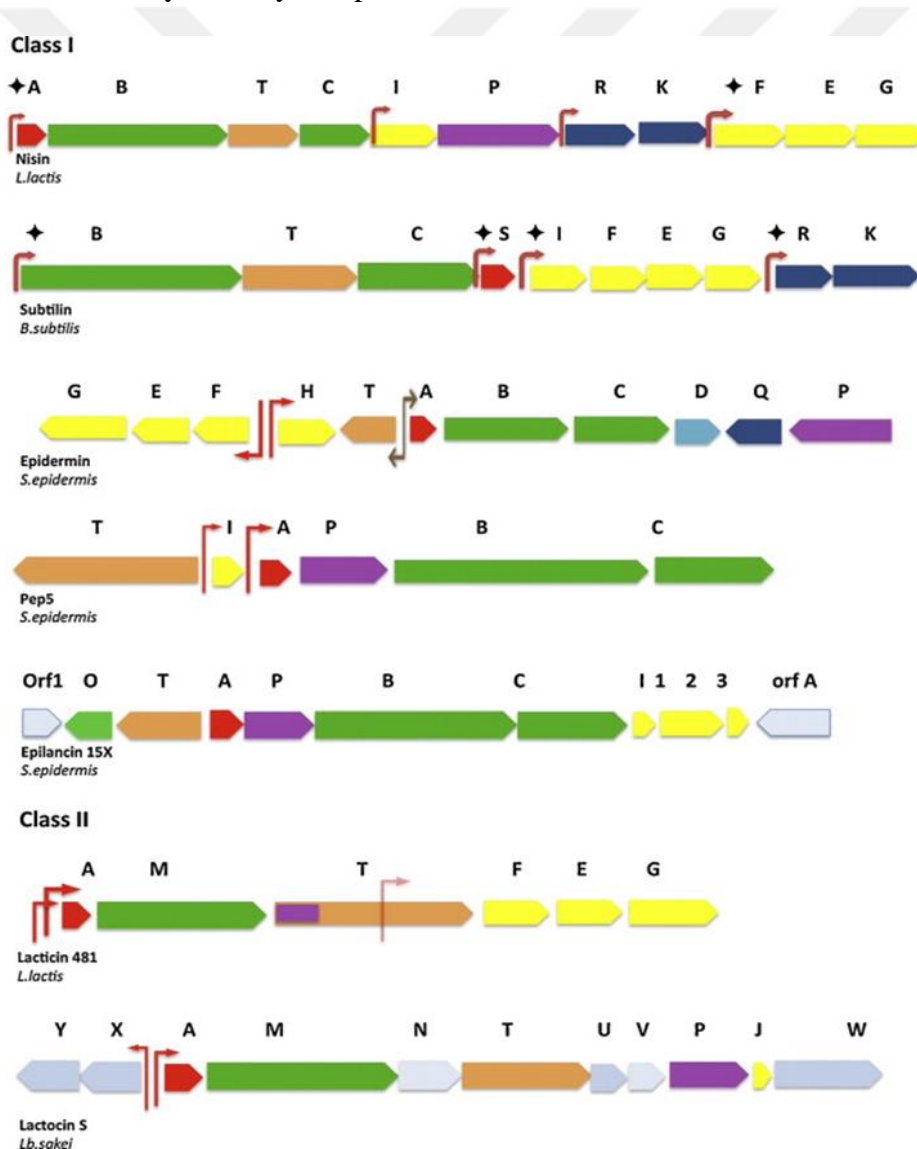 Class I
A B T C I P R K F E G
Nisin
L.lactis
B T C S I F E G R K
Subtilin
B.subtilis
G E F H T A B C D Q P
Epidermin
S.epidermis
T I A P B C
Pep5
S.epidermis
Orf1 O T A P B C I 1 2 3 orf A
Epilancin 15X
S.epidermis
Class II
A M T F E G
Lacticin 481
L.lactis
Y X A M N T U V P J W
Lactocin S
Lb.sakei